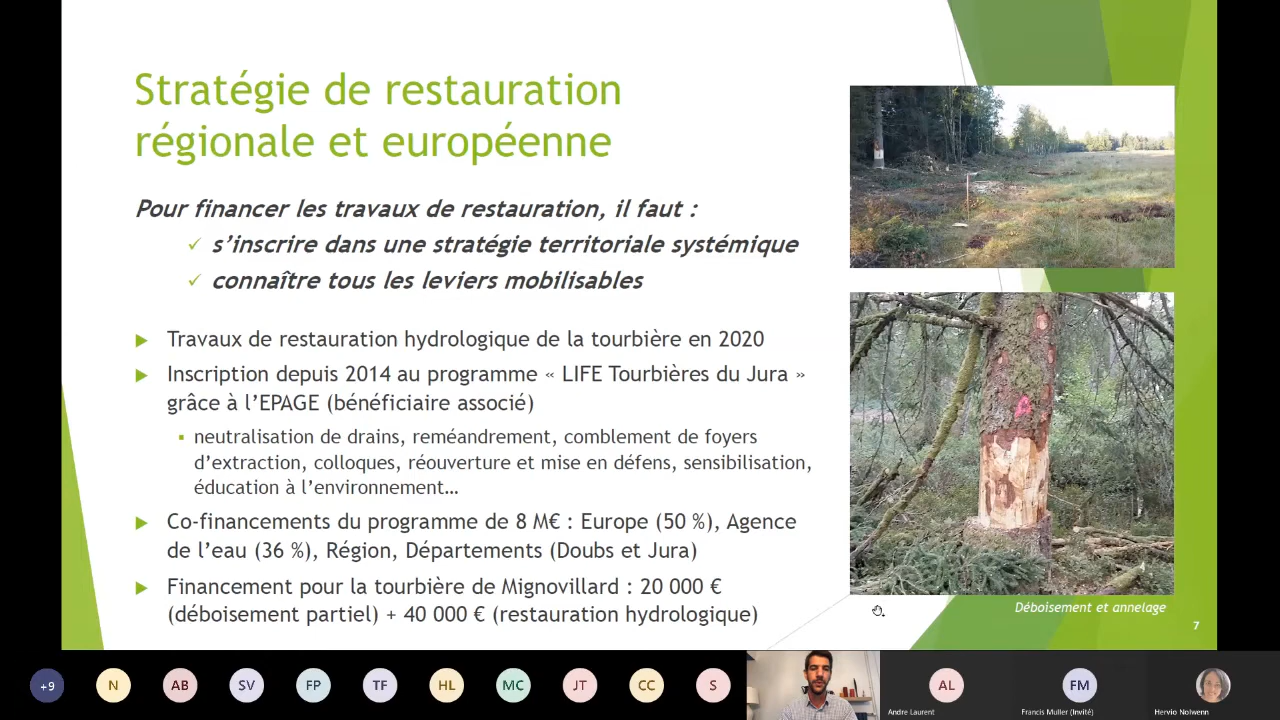 Stratégie de restauration
régionale et européenne
Pour financer les travaux de restauration, il faut :
✓ s’inscrire dans une stratégie territoriale systémique
✓ connaître tous les leviers mobilisables
Travaux de restauration hydrologique de la tourbière en 2020
Inscription depuis 2014 au programme « LIFE Tourbières du Jura »
grâce à l’EPAGE (bénéficiaire associé)
neutralisation de drains, reméandrement, comblement de foyers
d’extraction, colloques, réouverture et mise en défens, sensibilisation,
éducation à l’environnement…
Co-financements du programme de 8 M€ : Europe (50 %), Agence
de l’eau (36 %), Région, Départements (Doubs et Jura)
Financement pour la tourbière de Mignovillard : 20 000 €
(déboisement partiel) + 40 000 € (restauration hydrologique)
Déboisement et annelage
7
+9
N
AB
SV
FP
TF
HL
MC
JT
CC
S
AL
FM
Andre Laurent
Francis Muller (Invité)
Hervio Nolwenn